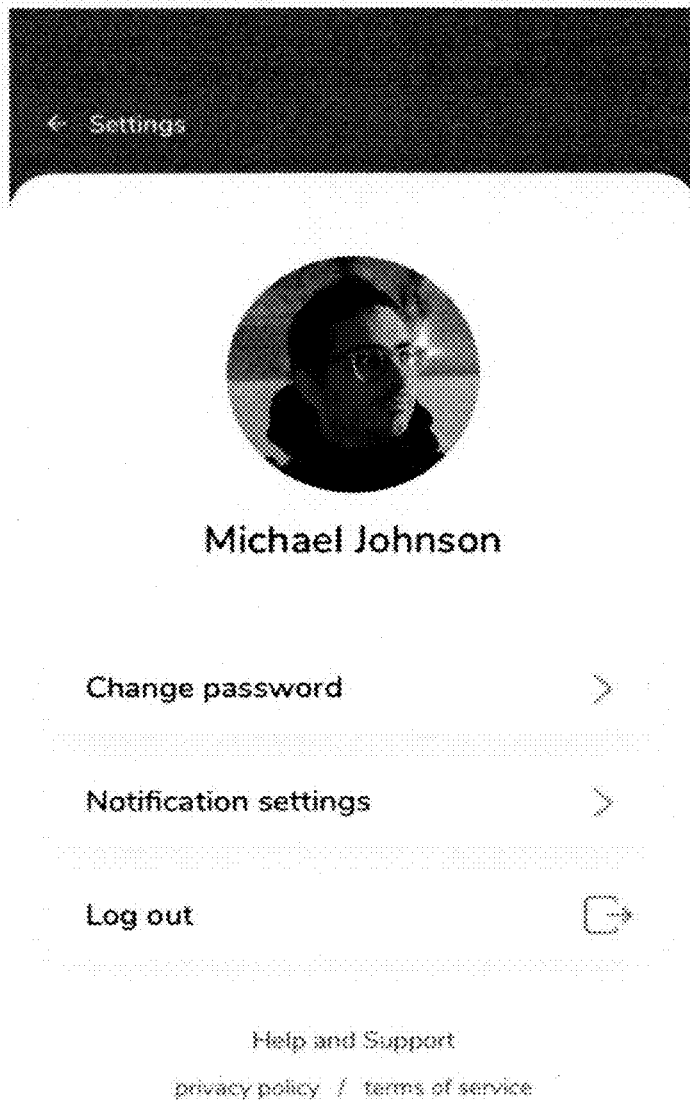 Settings
Michael Johnson
Change password
Notification settings
Log out
Help and Support
privacy policy / terms of service